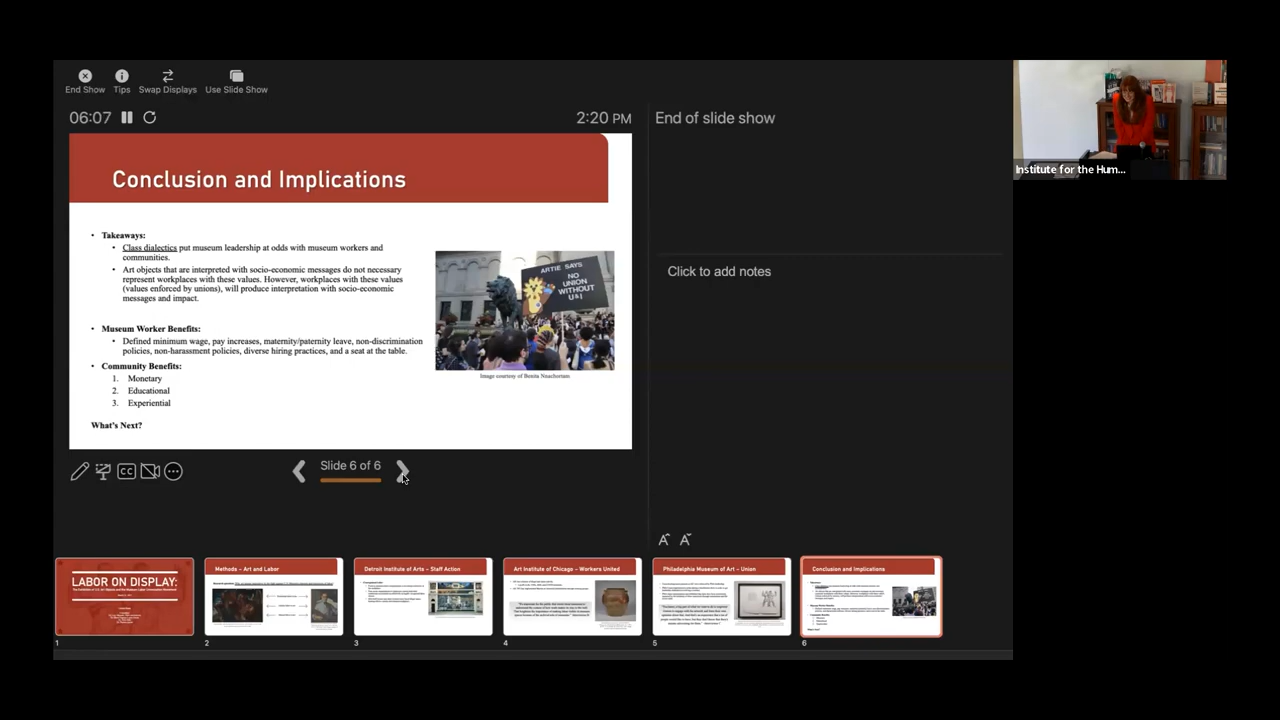 End Show Tips Swap Displays Use Slide Show
06:07
2:20 PM
End of slide show
Institute for the Hum...
Conclusion and Implications
• Takeaways:
• Class dialectics put museum leadership at odds with museum workers and
communities.
• Art objects that are interpreted with socio-economic messages do not necessary
represent workplaces with these values. However, workplaces with these values
(values enforced by unions), will produce interpretation with socio-economic
messages and impact.
• Museum Worker Benefits:
• Defined minimum wage, pay increases, maternity/paternity leave, non-discrimination
policies, non-harassment policies, diverse hiring practices, and a seat at the table.
• Community Benefits:
1. Monetary
2. Educational
3. Experiential
What's Next?
ARTIE SAYS
NO
UNION
WITHOUT
U&I
Image courtesy of Benita Nnachortam
Click to add notes
CC
Slide 6 of 6
A A
LABOR ON DISPLAY:
Methods – Art and Labor
Detroit Institute of Arts – Staff Action
Art Institute of Chicago – Workers United
Philadelphia Museum of Art – Union
Conclusion and Implications
1 2 3 4 5 6